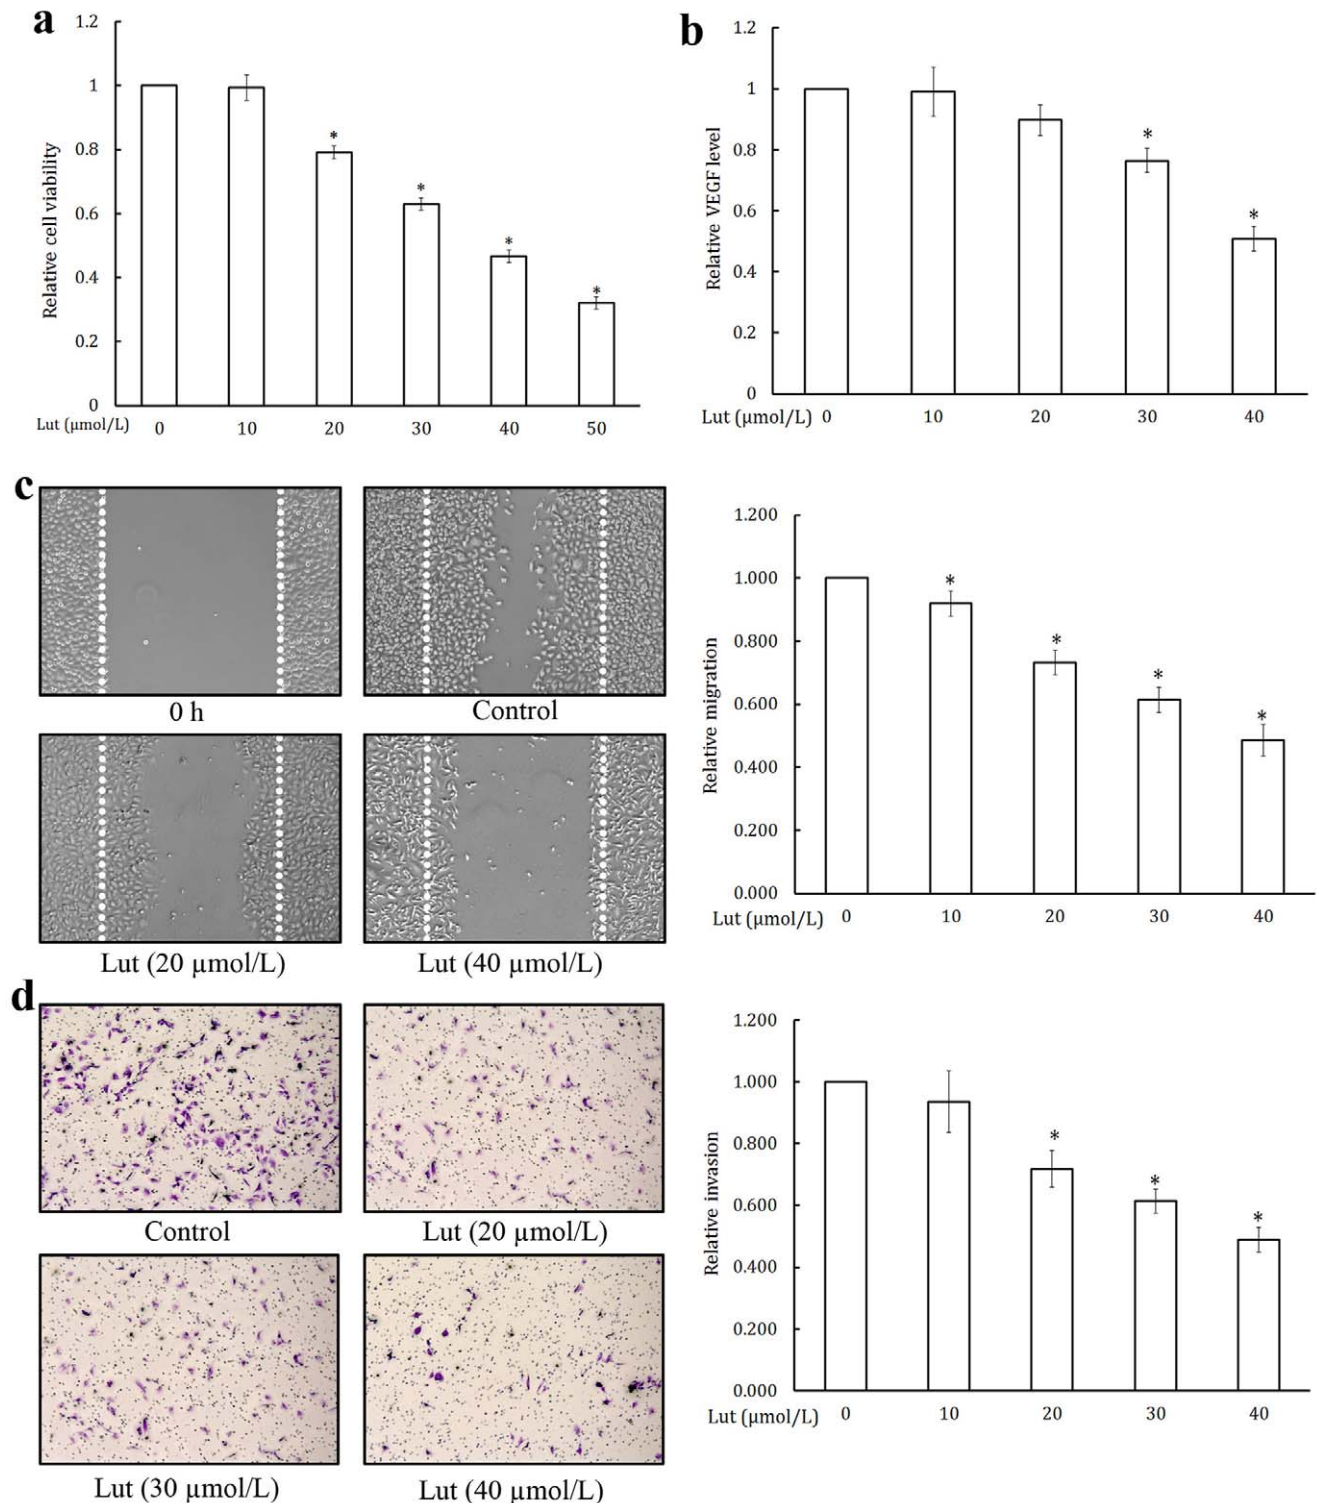 a
1.2
1
0.8
0.6
0.4
0.2
0
Relative cell viability
*
*
*
*
Lut (μmol/L) 0 10 20 30 40 50
b
1.2
1
0.8
0.6
0.4
0.2
0
Relative VEGF level
*
*
Lut (μmol/L) 0 10 20 30 40
c
0 h
Control
Lut (20 μmol/L)
Lut (40 μmol/L)
1.200
1.000
0.800
0.600
0.400
0.200
0.000
Relative migration
*
*
*
*
Lut (μmol/L) 0 10 20 30 40
d
Control
Lut (20 μmol/L)
Lut (30 μmol/L)
Lut (40 μmol/L)
1.200
1.000
0.800
0.600
0.400
0.200
0.000
Relative invasion
*
*
*
Lut (μmol/L) 0 10 20 30 40